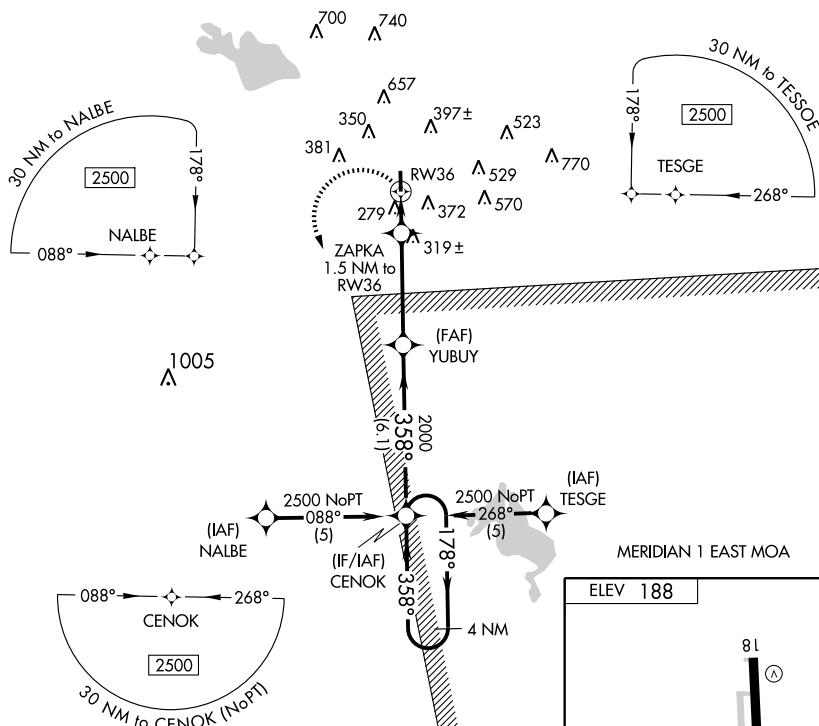 700
740
657
350
397±
523
381
529
770
RW36
279
372
570
319±
ZAPKA
1.5 NM to
RW36
30 NM to NALBE
2500
178°
NALBE
088°
30 NM to TESSOE
178°
2500
TESGE
268°
1005
(FAF)
YUBUY
2000
358°
(6.1)
2500 NoPT
088°
(5)
(IAF)
NALBE
2500 NoPT
268°
(5)
(IAF)
TESGE
(IF/IAF)
CENOK
178°
358°
4 NM
MERIDIAN 1 EAST MOA
088°
268°
CENOK
2500
30 NM to CENOK (NoPT)
ELEV 188
18